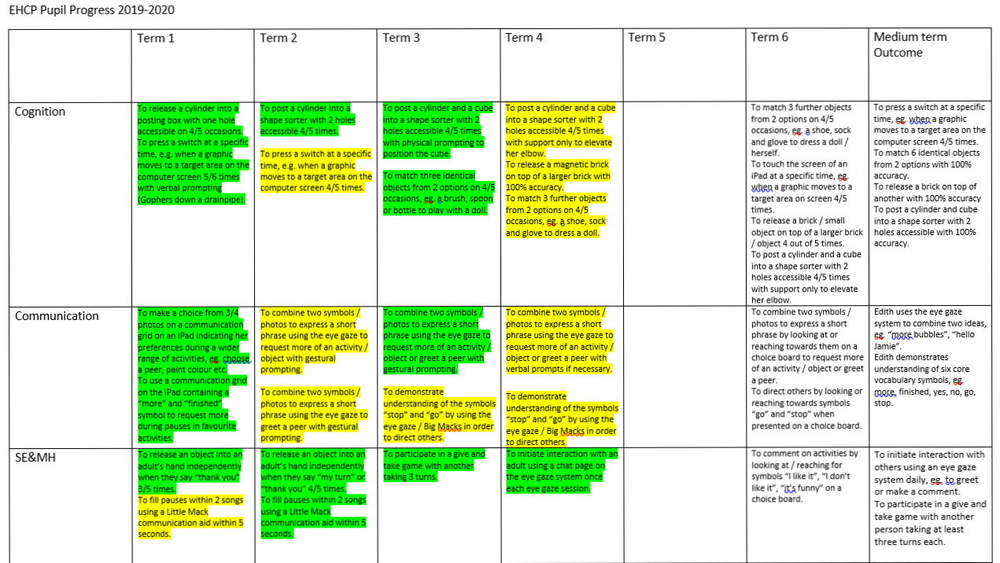 EHCP Pupil Progress 2019-2020
Term 1
Term 2
Term 3
Term 4
Term 5
Term 6
Medium term
Outcome
Cognition
To release a cylinder into a
posting box with one hole
accessible on 4/5 occasions.
To press a switch at a specific
time, e.g. when a graphic
moves to a target area on the
computer screen 5/6 times
with verbal prompting
(Gophers down a drainpipe).
To post a cylinder into a
shape sorter with 2 holes
accessible 4/5 times.
To press a switch at a specific
time, e.g. when a graphic
moves to a target area on the
computer screen 4/5 times.
To post a cylinder and a cube
into a shape sorter with 2
holes accessible 4/5 times
with physical prompting to
position the cube.
To match three identical
objects from 2 options on 4/5
occasions, eg. a brush, spoon
or bottle to play with a doll.
To post a cylinder and a cube
into a shape sorter with 2
holes accessible 4/5 times
with support only to elevate
her elbow.
To release a magnetic brick
on top of a larger brick with
100% accuracy.
To match 3 further objects
from 2 options on 4/5
occasions, eg. a shoe, sock
and glove to dress a doll.
To match 3 further objects
from 2 options on 4/5
occasions, eg. a shoe, sock
and glove to dress a doll /
herself.
To touch the screen of an
iPad at a specific time, eg.
when a graphic moves to a
target area on screen 4/5
times.
To release a brick / small
object on top of a larger brick
/ object 4 out of 5 times.
To post a cylinder and a cube
into a shape sorter with 2
holes accessible 4/5 times
with support only to elevate
her elbow.
To press a switch at a specific
time, eg. when a graphic
moves to a target area on the
computer screen 4/5 times.
To match 6 identical objects
from 2 options with 100%
accuracy.
To release a brick on top of
another with 100% accuracy
To post a cylinder and cube
into a shape sorter with 2
holes accessible with 100%
accuracy.
Communication
To make a choice from 3/4
photos on a communication
grid on an iPad indicating her
preferences during a wider
range of activities, eg. choose
a peer, paint colour etc.
To use a communication grid
on the iPad containing a
"more" and "finished"
symbol to request more
during pauses in favourite
activities.
To combine two symbols /
photos to express a short
phrase using the eye gaze to
request more of an activity /
object with gestural
prompting.
To combine two symbols /
photos to express a short
phrase using the eye gaze to
greet a peer with gestural
prompting.
To combine two symbols /
photos to express a short
phrase using the eye gaze to
request more of an activity /
object or greet a peer with
gestural prompting.
To demonstrate
understanding of the symbols
"stop" and "go" by using the
eye gaze / Big Macks in order
to direct others.
To combine two symbols /
photos to express a short
phrase using the eye gaze to
request more of an activity /
object or greet a peer with
verbal prompts if necessary.
To demonstrate
understanding of the symbols
"stop" and "go" by using the
eye gaze / Big Macks in order
to direct others.
To combine two symbols /
photos to express a short
phrase by looking at or
reaching towards them on a
choice board to request more
of an activity / object or greet
a peer.
To direct others by looking or
reaching towards symbols
"go" and "stop" when
presented on a choice board.
Edith uses the eye gaze
system to combine two ideas,
eg. "more bubbles", "hello
Jamie".
Edith demonstrates
understanding of six core
vocabulary symbols, eg.
more, finished, yes, no, go,
stop.
SE&MH
To release an object into an
adult's hand independently
when they say "thank you"
3/5 times.
To fill pauses within 2 songs
using a Little Mack
communication aid within 5
seconds.
To release an object into an
adult's hand independently
when they say "my turn" or
"thank you" 4/5 times.
To fill pauses within 2 songs
using a Little Mack
communication aid within 5
seconds.
To participate in a give and
take game with another
taking 3 turns.
To initiate interaction with an
adult using a chat page on
the eye gaze system once
each eye gaze session.
To comment on activities by
looking at / reaching for
symbols "I like it", "I don't
like it", "it's funny" on a
choice board.
To initiate interaction with
others using an eye gaze
system daily, eg. to greet
or make a comment.
To participate in a give and
take game with another
person taking at least
three turns each.